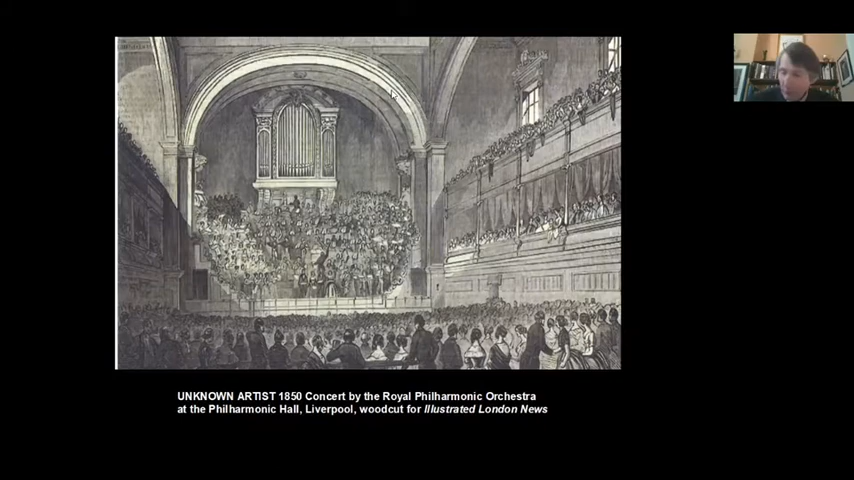 UNKNOWN ARTIST 1850 Concert by the Royal Philharmonic Orchestra
at the Philharmonic Hall, Liverpool, woodcut for Illustrated London News